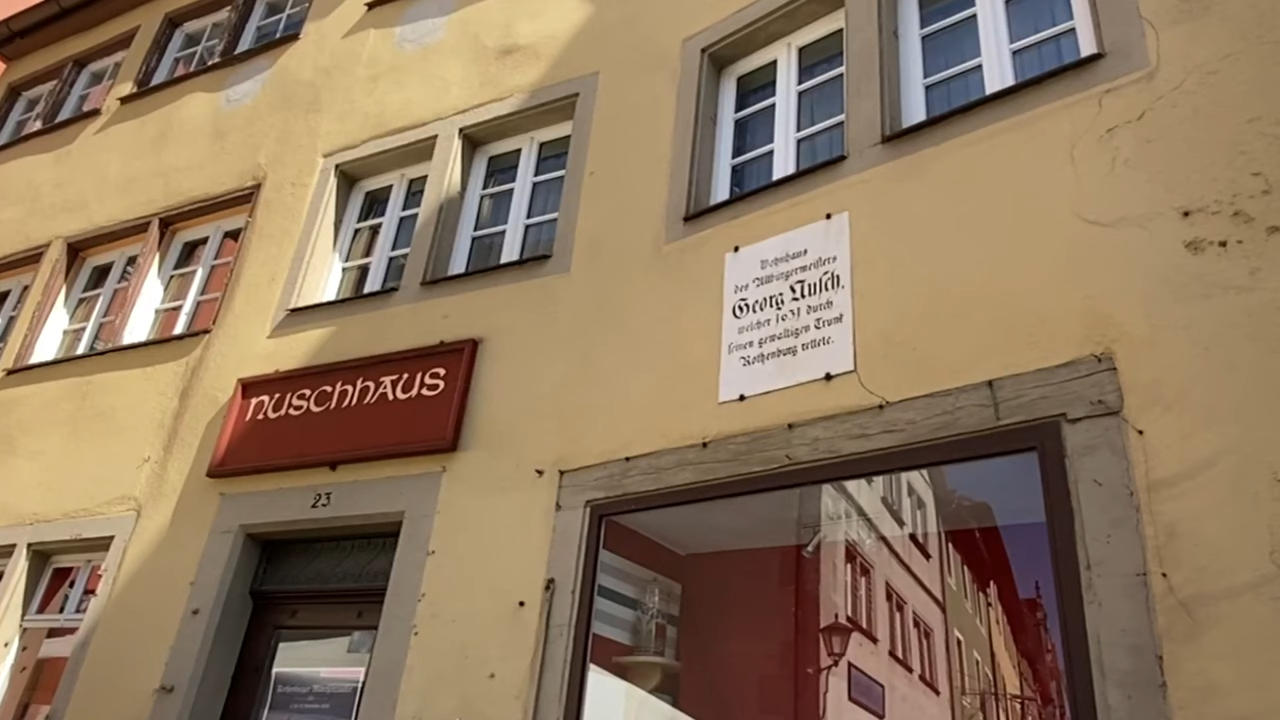 NUSCHHAUS
23
Wohnhaus
des Altbürgermeisters
Georg Nusch,
welcher 1631 durch
seinen gewaltigen Trunk
Rothenburg rettete.